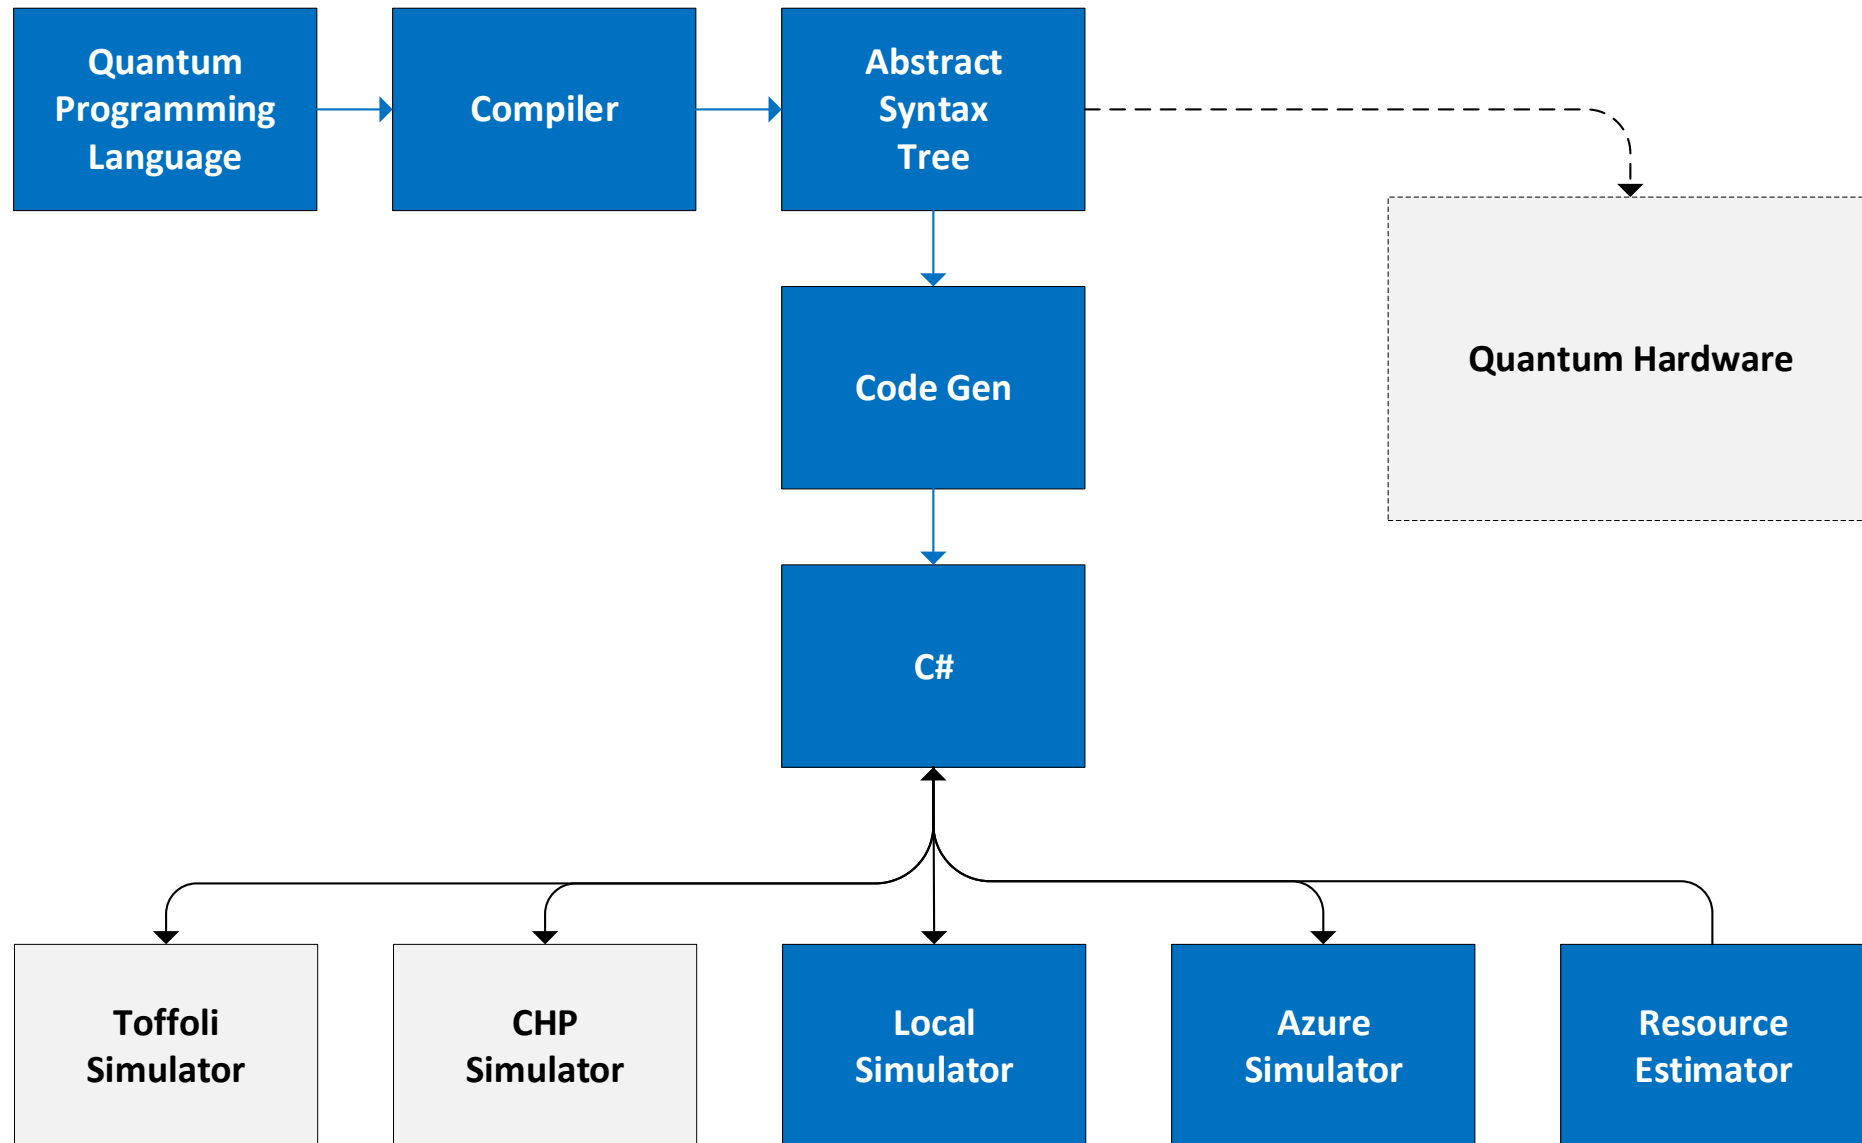 Quantum
Programming
Language
Compiler
Abstract
Syntax
Tree
Quantum Hardware
Code Gen
C#
Toffoli
Simulator
CHP
Simulator
Local
Simulator
Azure
Simulator
Resource
Estimator